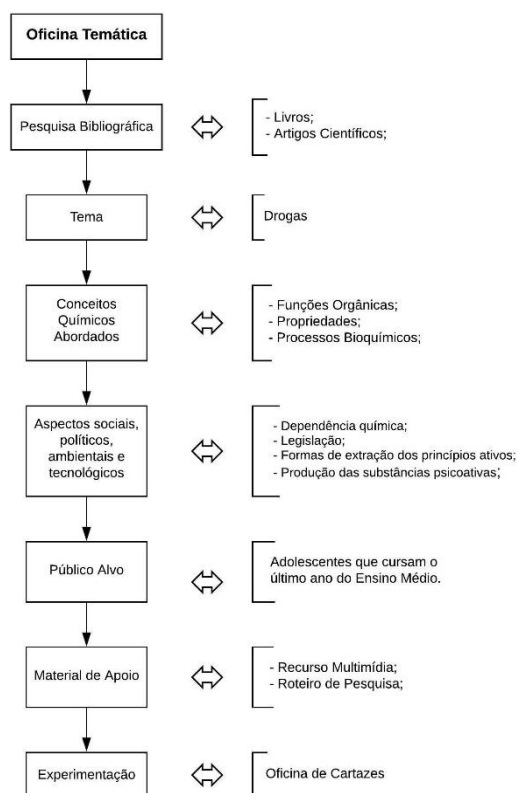 Oficina Temática
Pesquisa Bibliográfica
- Livros;
- Artigos Científicos;
Tema
Drogas
Conceitos
Químicos
Abordados
- Funções Orgânicas;
- Propriedades;
- Processos Bioquímicos;
Aspectos sociais,
políticos,
ambientais e
tecnológicos
- Dependência química;
- Legislação;
- Formas de extração dos princípios ativos;
- Produção das substâncias psicoativas;
Público Alvo
Adolescentes que cursam o
último ano do Ensino Médio.
Material de Apoio
- Recurso Multimídia;
- Roteiro de Pesquisa;
Experimentação
Oficina de Cartazes